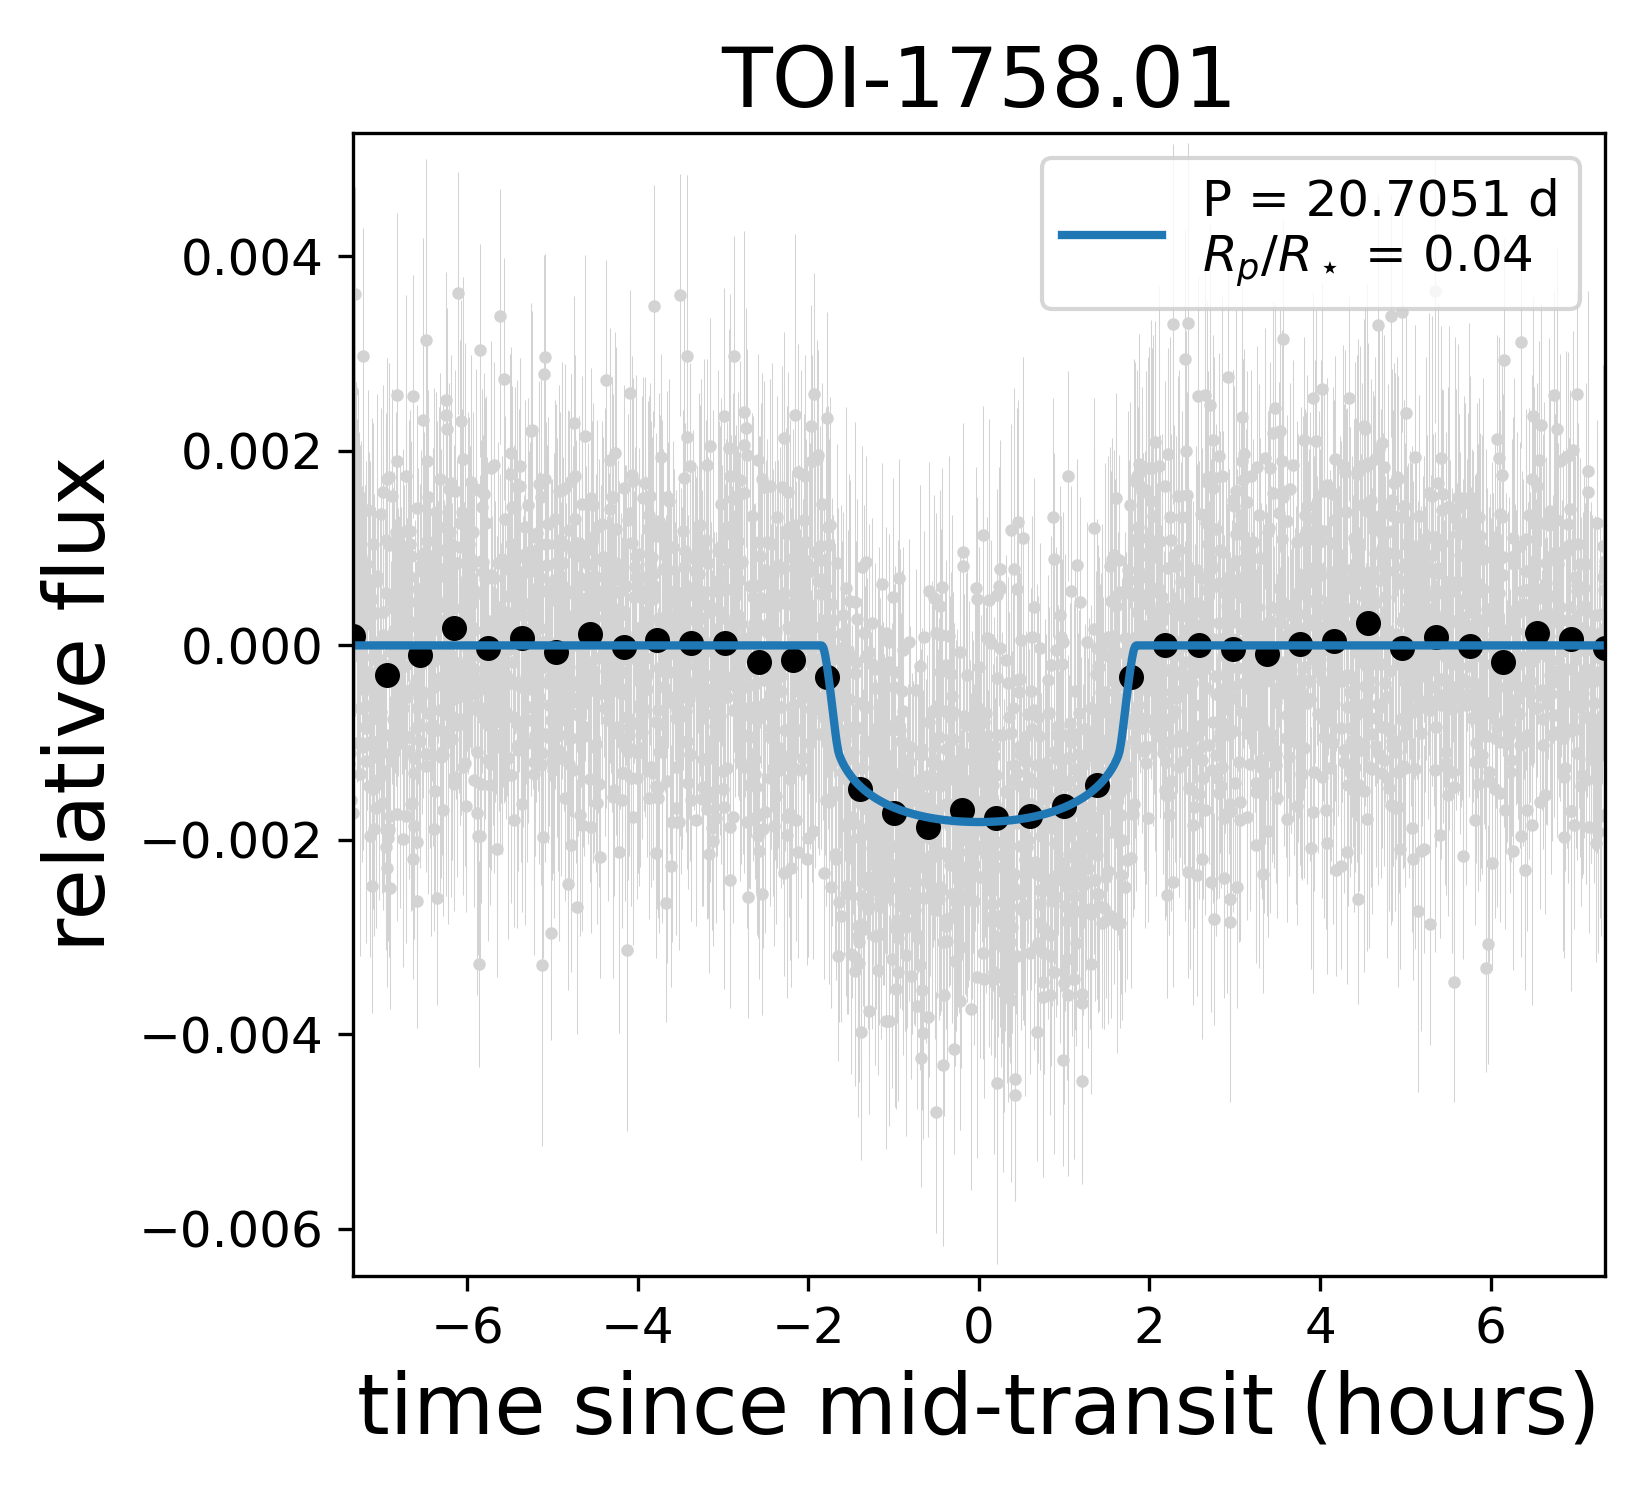 TOI-1758.01
P = 20.7051 d
R_p/R_⋆ = 0.04
relative flux
0.004
0.002
0.000
−0.002
−0.004
−0.006
−6 −4 −2 0 2 4 6
time since mid-transit (hours)